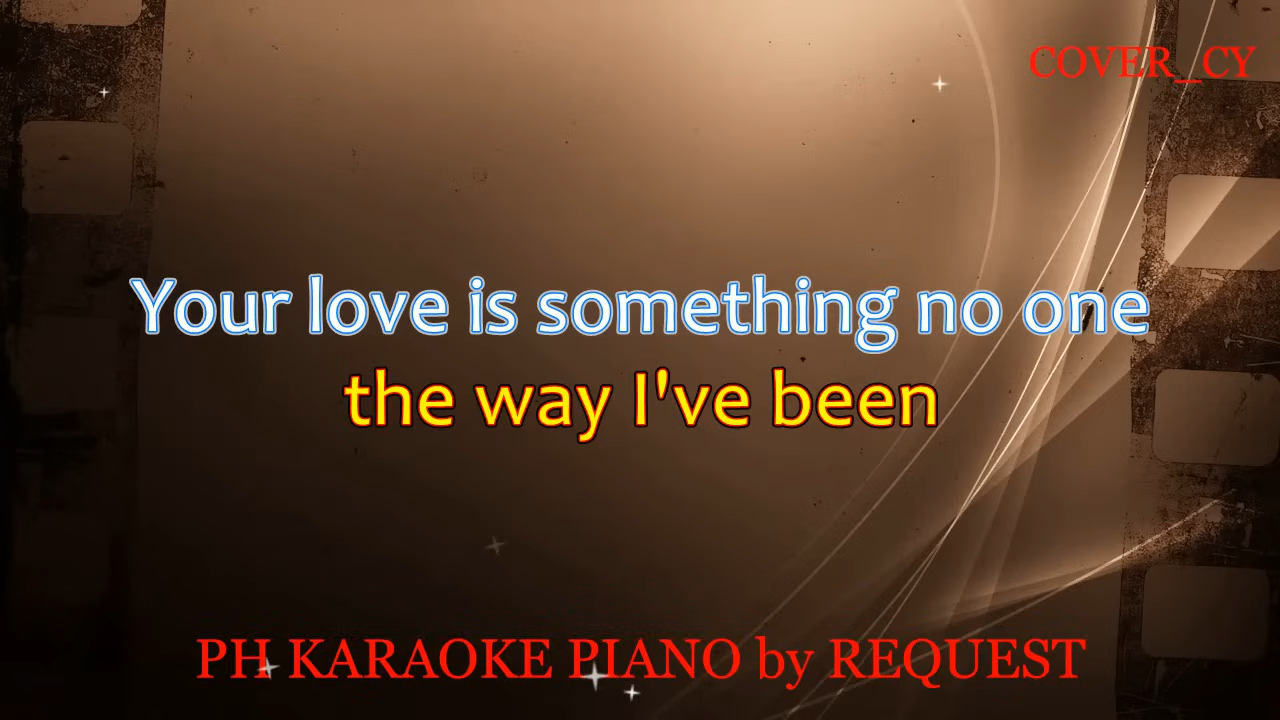 COVER_CY
Your love is something no one
the way I've been
PH KARAOKE PIANO by REQUEST